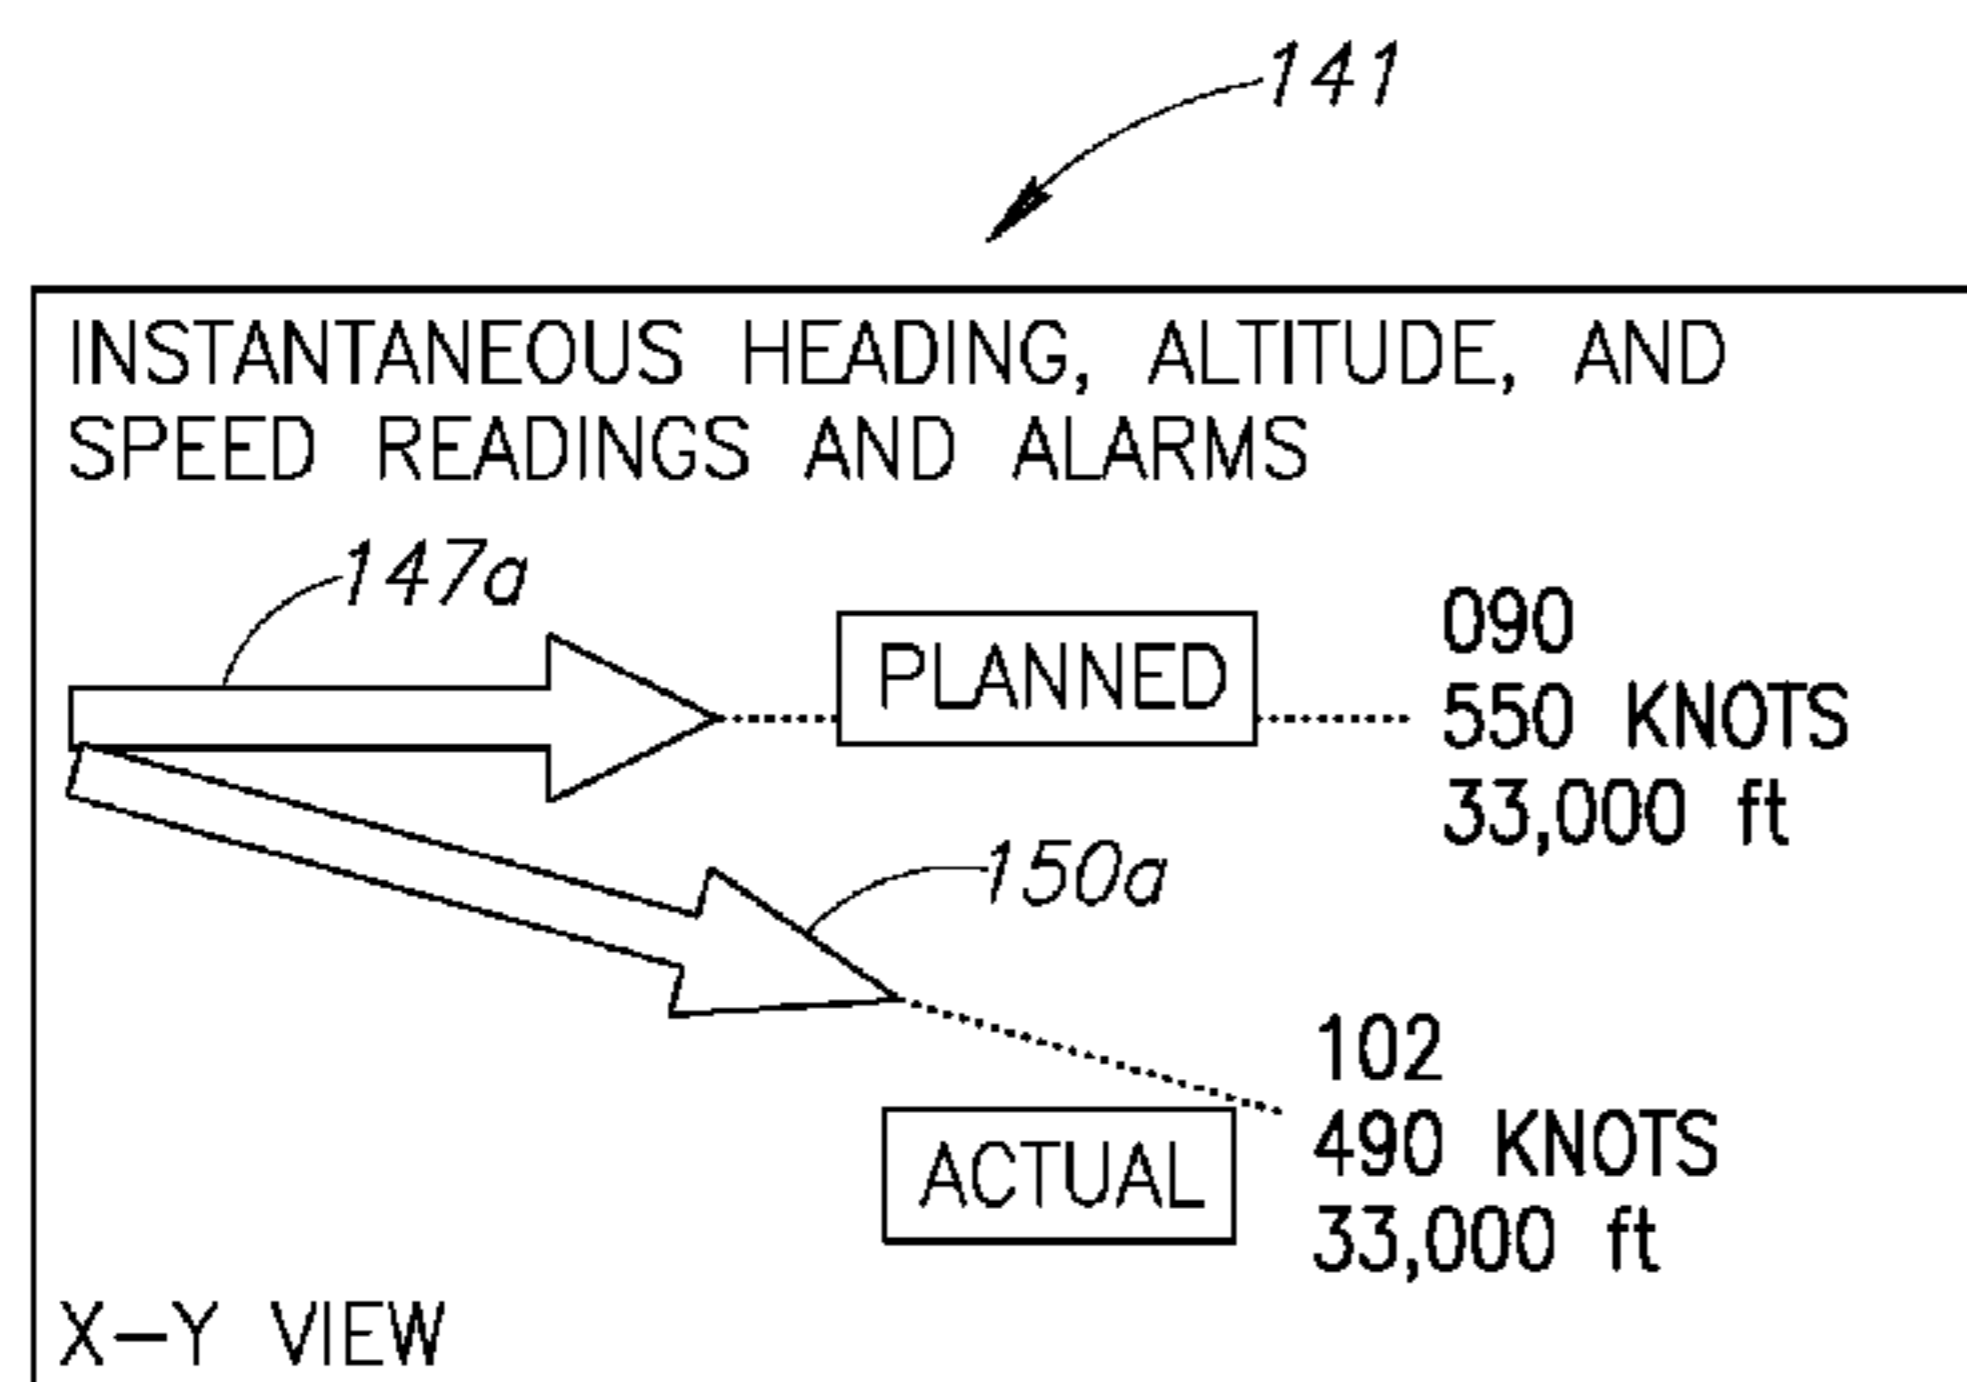 141
INSTANTANEOUS HEADING, ALTITUDE, AND
SPEED READINGS AND ALARMS
147a
PLANNED
090
550 KNOTS
33,000 ft
150a
102
490 KNOTS
33,000 ft
ACTUAL
X-Y VIEW